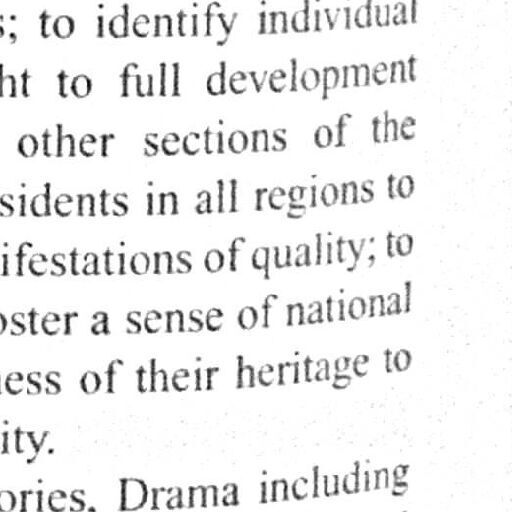 ; to identify individual
ht to full development
other sections of the
sidents in all regions to
ifestations of quality; to
oster a sense of national
ess of their heritage to
ity.
ories, Drama including